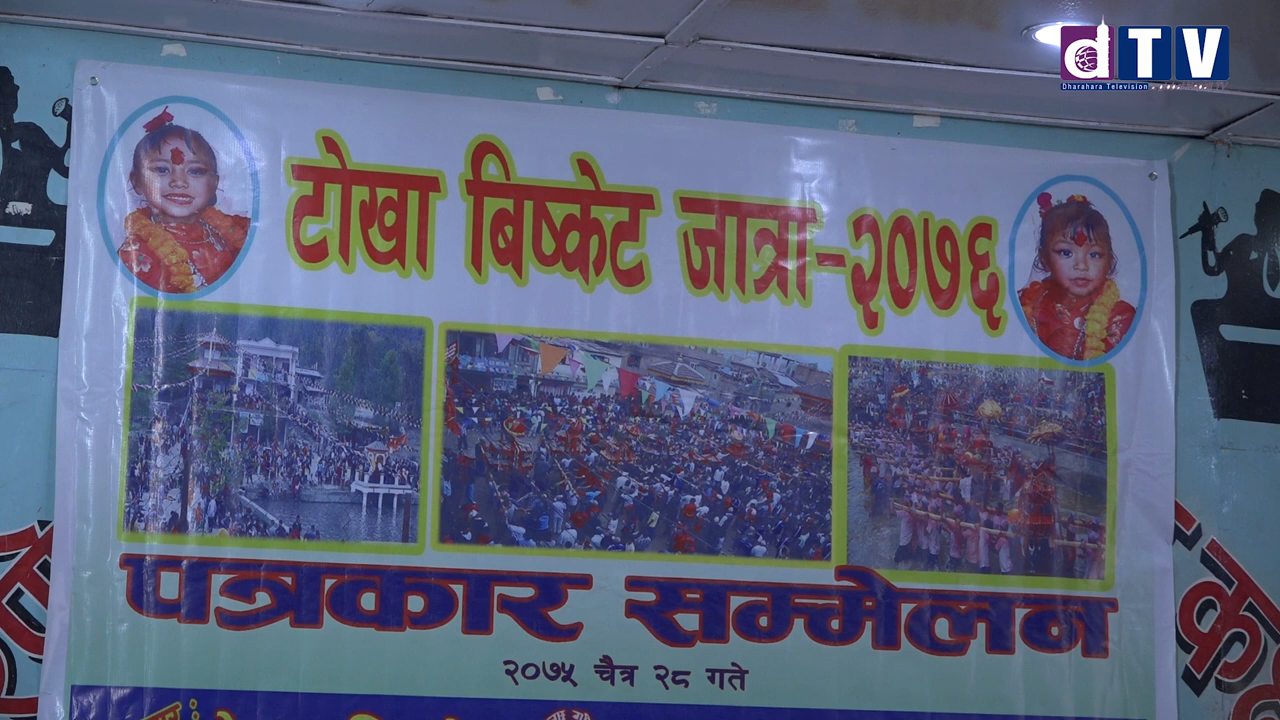 dTV
Dharahara Television
टोखा बिष्केट जात्रा-२०७६
पत्रकार सम्मेलन
२०७५ चैत्र २८ गते